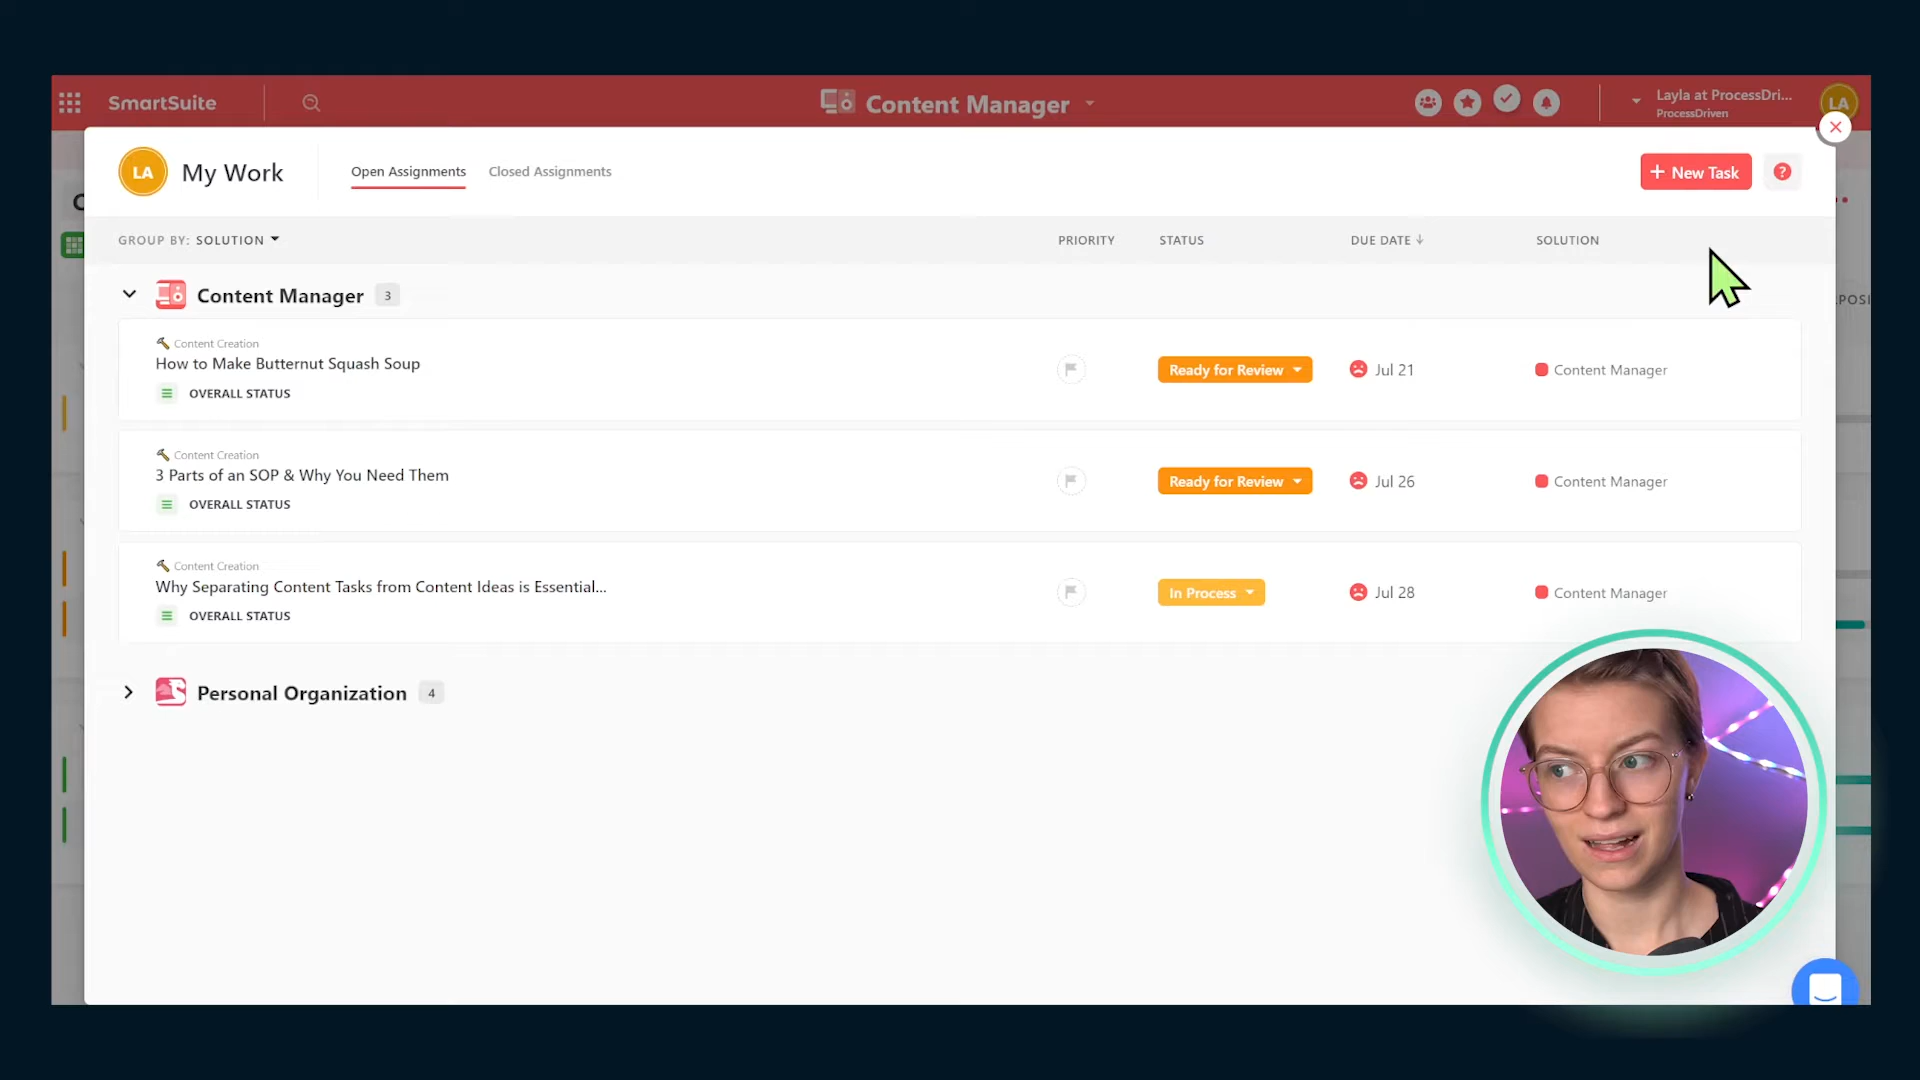 SmartSuite
Content Manager
Layla at ProcessDri...
ProcessDriven
LA
LA
My Work
Open Assignments
Closed Assignments
+ New Task
?
GROUP BY: SOLUTION
PRIORITY
STATUS
DUE DATE
SOLUTION
Content Manager 3
Content Creation
How to Make Butternut Squash Soup
OVERALL STATUS
Ready for Review
Jul 21
Content Manager
Content Creation
3 Parts of an SOP & Why You Need Them
OVERALL STATUS
Ready for Review
Jul 26
Content Manager
Content Creation
Why Separating Content Tasks from Content Ideas is Essential...
OVERALL STATUS
In Process
Jul 28
Content Manager
Personal Organization 4